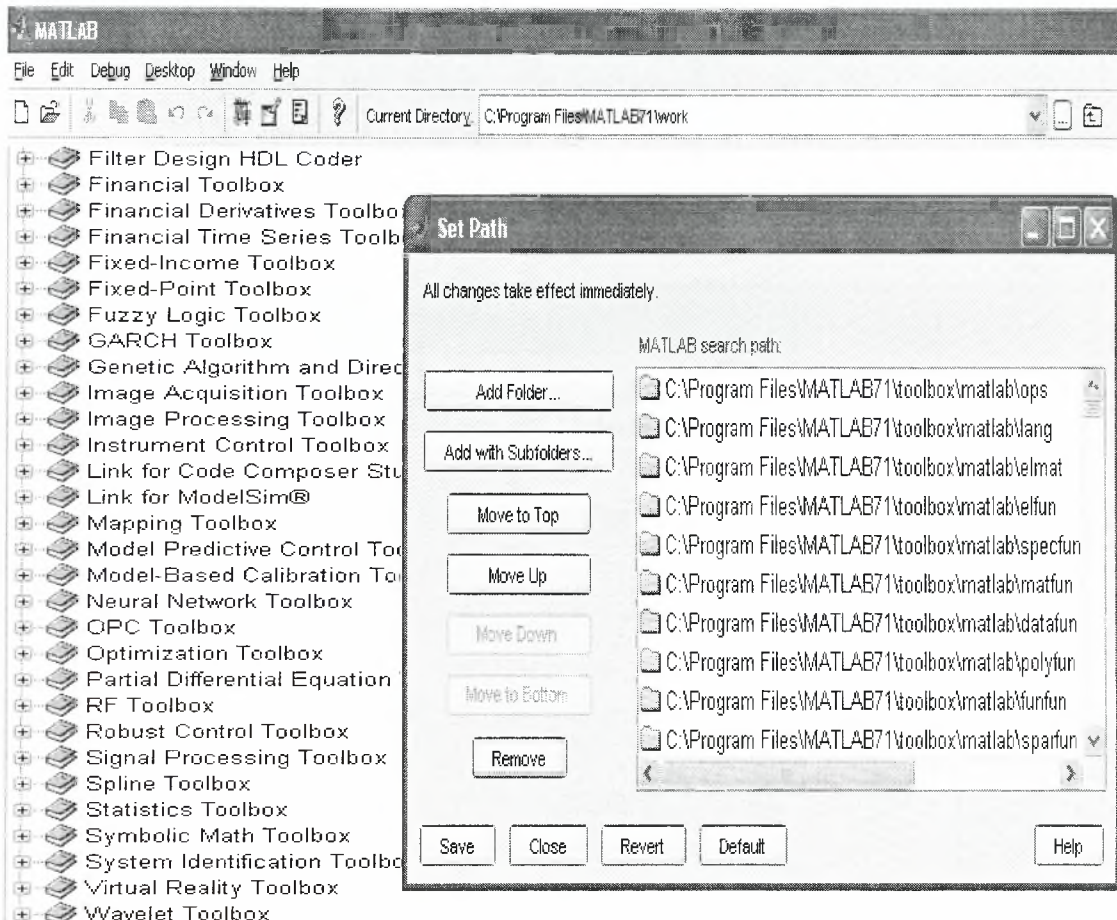 MATLAB
File Edit Debug Desktop Window Help
Current Directory: C:\Program Files\MATLAB71\work
Filter Design HDL Coder
Financial Toolbox
Financial Derivatives Toolbo
Financial Time Series Toolb
Fixed-Income Toolbox
Fixed-Point Toolbox
Fuzzy Logic Toolbox
GARCH Toolbox
Genetic Algorithm and Direc
Image Acquisition Toolbox
Image Processing Toolbox
Instrument Control Toolbox
Link for Code Composer Stu
Link for ModelSim®
Mapping Toolbox
Model Predictive Control Too
Model-Based Calibration Too
Neural Network Toolbox
OPC Toolbox
Optimization Toolbox
Partial Differential Equation
RF Toolbox
Robust Control Toolbox
Signal Processing Toolbox
Spline Toolbox
Statistics Toolbox
Symbolic Math Toolbox
System Identification Toolbo
Virtual Reality Toolbox
Wavelet Toolbox
Set Path
All changes take effect immediately.
MATLAB search path:
Add Folder...
Add with Subfolders...
Move to Top
Move Up
Move Down
Move to Bottom
Remove
C:\Program Files\MATLAB71\toolbox\matlab\ops
C:\Program Files\MATLAB71\toolbox\matlab\lang
C:\Program Files\MATLAB71\toolbox\matlab\elmat
C:\Program Files\MATLAB71\toolbox\matlab\elfun
C:\Program Files\MATLAB71\toolbox\matlab\specfun
C:\Program Files\MATLAB71\toolbox\matlab\matfun
C:\Program Files\MATLAB71\toolbox\matlab\datafun
C:\Program Files\MATLAB71\toolbox\matlab\polyfun
C:\Program Files\MATLAB71\toolbox\matlab\funfun
C:\Program Files\MATLAB71\toolbox\matlab\sparfun
Save Close Revert Default Help